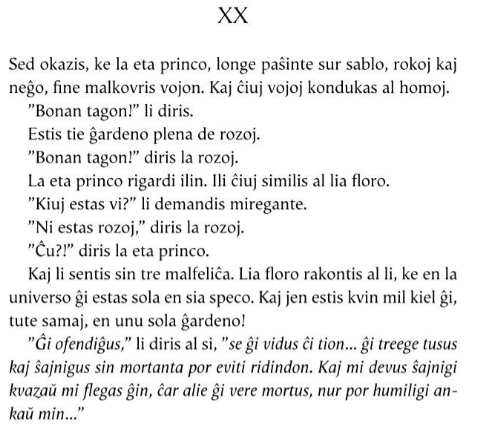 XX
Sed okazis, ke la eta princo, longe paŝinte sur sablo, rokoj kaj
neĝo, fine malkovris vojon. Kaj ĉiuj vojoj kondukas al homoj.
”Bonan tagon!” li diris.
Estis tie ĝardeno plena de rozoj.
”Bonan tagon!” diris la rozoj.
La eta princo rigardi ilin. Ili ĉiuj similis al lia floro.
”Kiuj estas vi?” li demandis miregante.
”Ni estas rozoj,” diris la rozoj.
”Ĉu?!” diris la eta princo.
Kaj li sentis sin tre malfeliĉa. Lia floro rakontis al li, ke en la
universo ĝi estas sola en sia speco. Kaj jen estis kvin mil kiel ĝi,
tute samaj, en unu sola ĝardeno!
”Ĝi ofendiĝus,” li diris al si, ”se ĝi vidus ĉi tion... ĝi treege tusus
kaj ŝajnigus sin mortanta por eviti ridindon. Kaj mi devus ŝajnigi
kvazaŭ mi flegas ĝin, ĉar alie ĝi vere mortus, nur por humiligi an-
kaŭ min...”